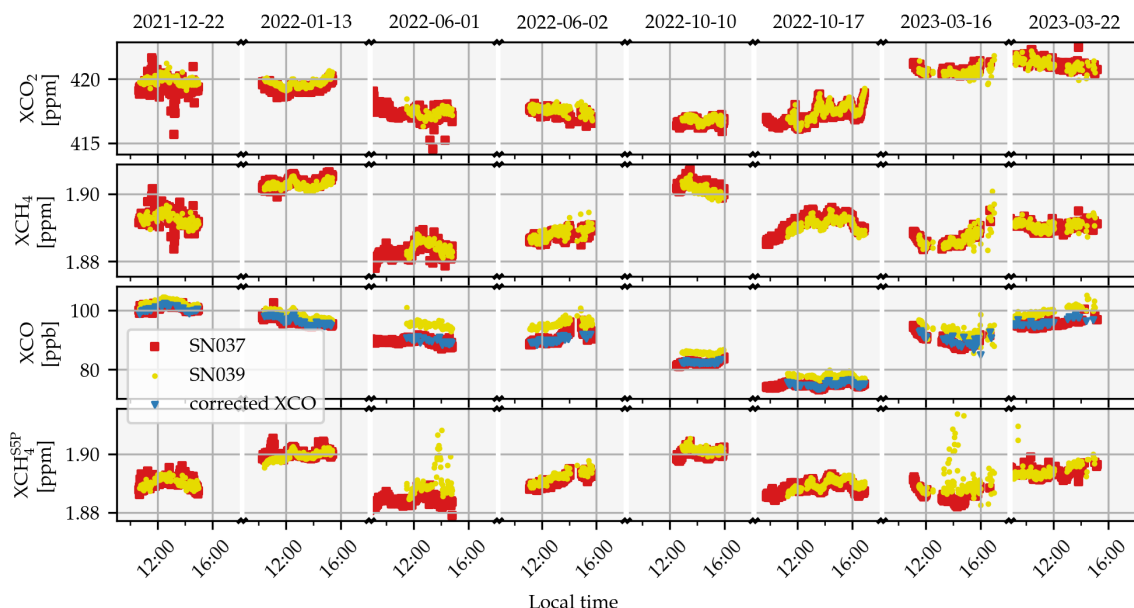 2021-12-22 2022-01-13 2022-06-01 2022-06-02 2022-10-10 2022-10-17 2023-03-16 2023-03-22
XCO₂
[ppm]
420
415
XCH₄
[ppm]
1.90
1.88
XCO
[ppb]
100
80
SN037
SN039
corrected XCO
XCH₄^S5P
[ppm]
1.90
1.88
12:00 16:00 12:00 16:00 12:00 16:00 12:00 16:00 12:00 16:00 12:00 16:00 12:00 16:00 12:00 16:00
Local time